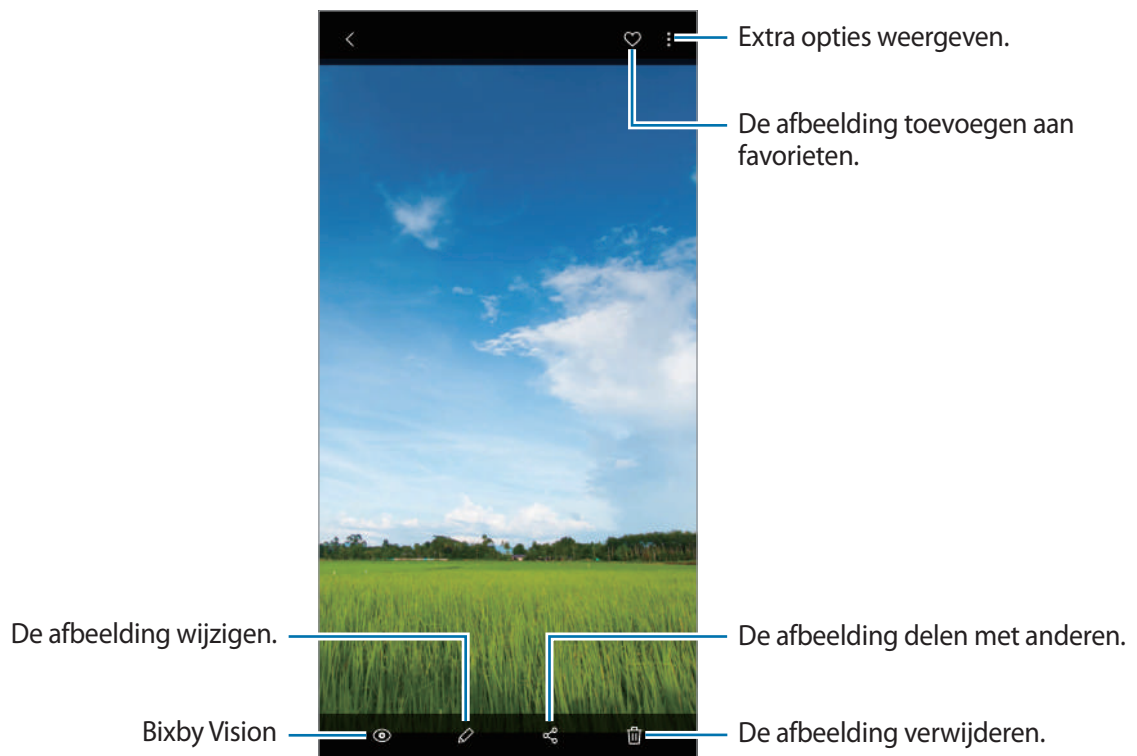 Extra opties weergeven.
De afbeelding toevoegen aan
favorieten.
De afbeelding wijzigen.
De afbeelding delen met anderen.
Bixby Vision
De afbeelding verwijderen.